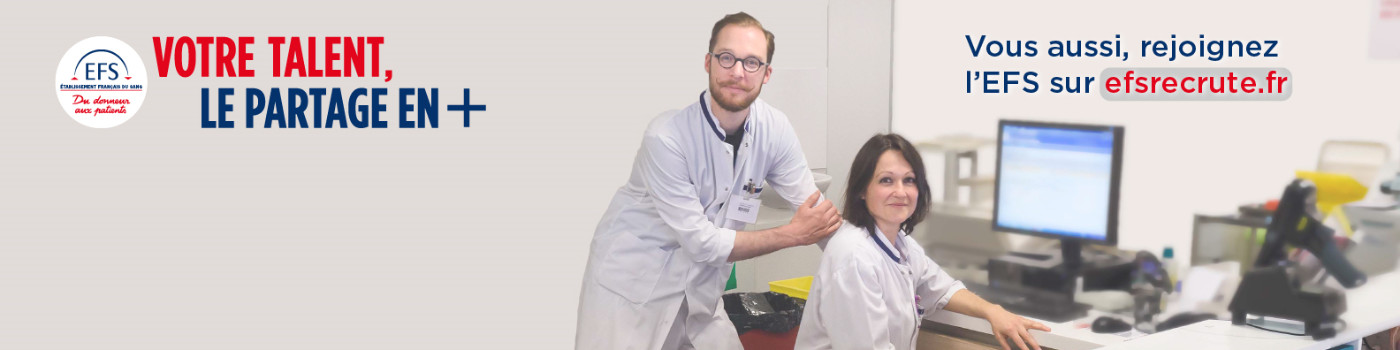 EFS
ÉTABLISSEMENT FRANÇAIS DU SANG
Du donneur
aux patients
VOTRE TALENT,
LE PARTAGE EN +
Vous aussi, rejoignez
l’EFS sur efsrecrute.fr